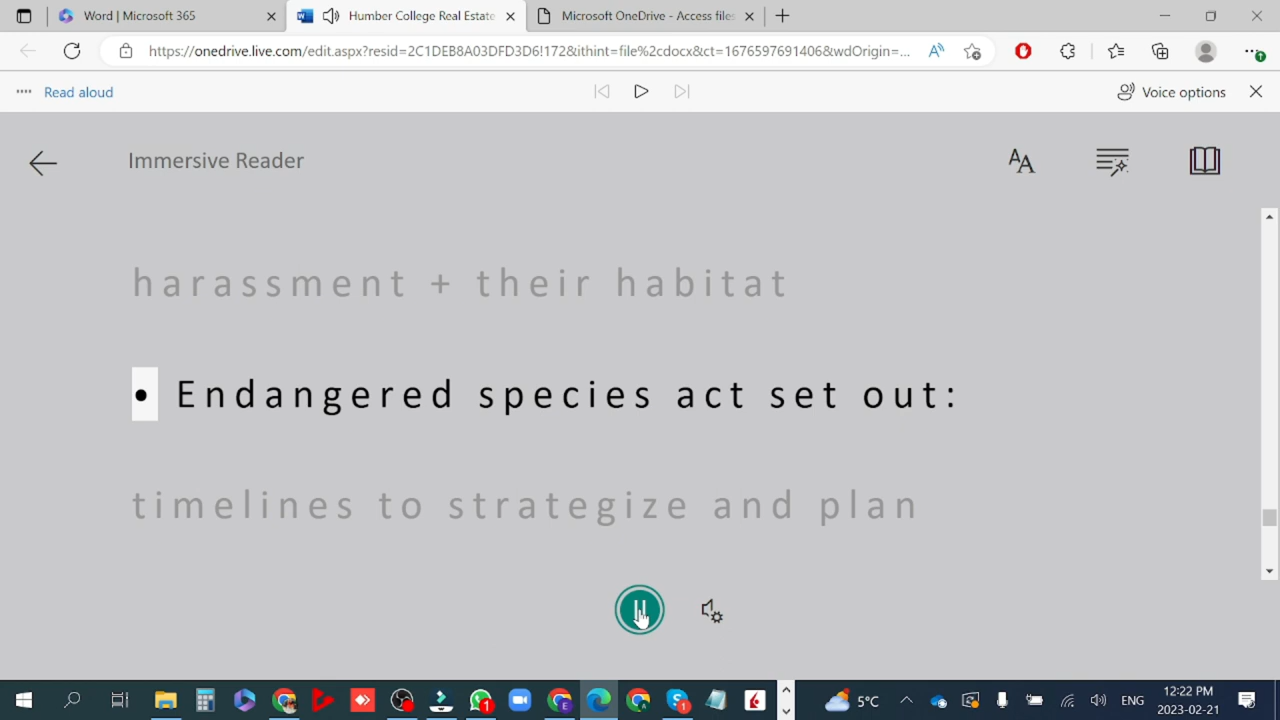 Word | Microsoft 365
Humber College Real Estate
Microsoft OneDrive - Access files
https://onedrive.live.com/edit.aspx?resid=2C1DEB8A03DFD3D6!172&ithint=file%2cdocx&ct=1676597691406&wdOrigin=...
Read aloud
Voice options
Immersive Reader
harassment + their habitat
• Endangered species act set out:
timelines to strategize and plan
5°C
ENG
12:22 PM
2023-02-21